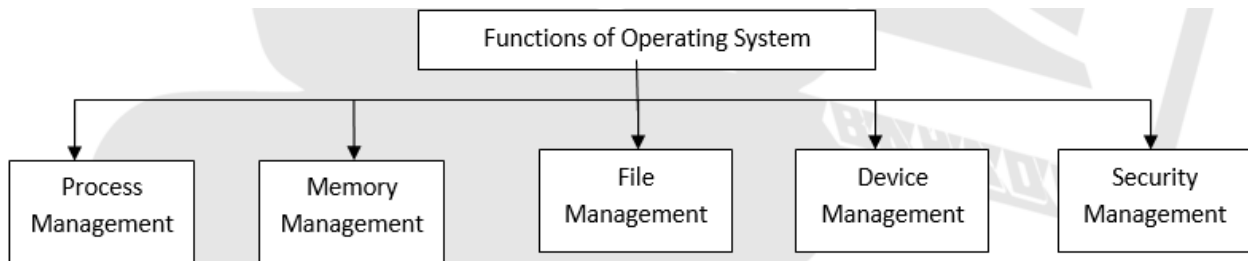 Functions of Operating System
Process
Management
Memory
Management
File
Management
Device
Management
Security
Management